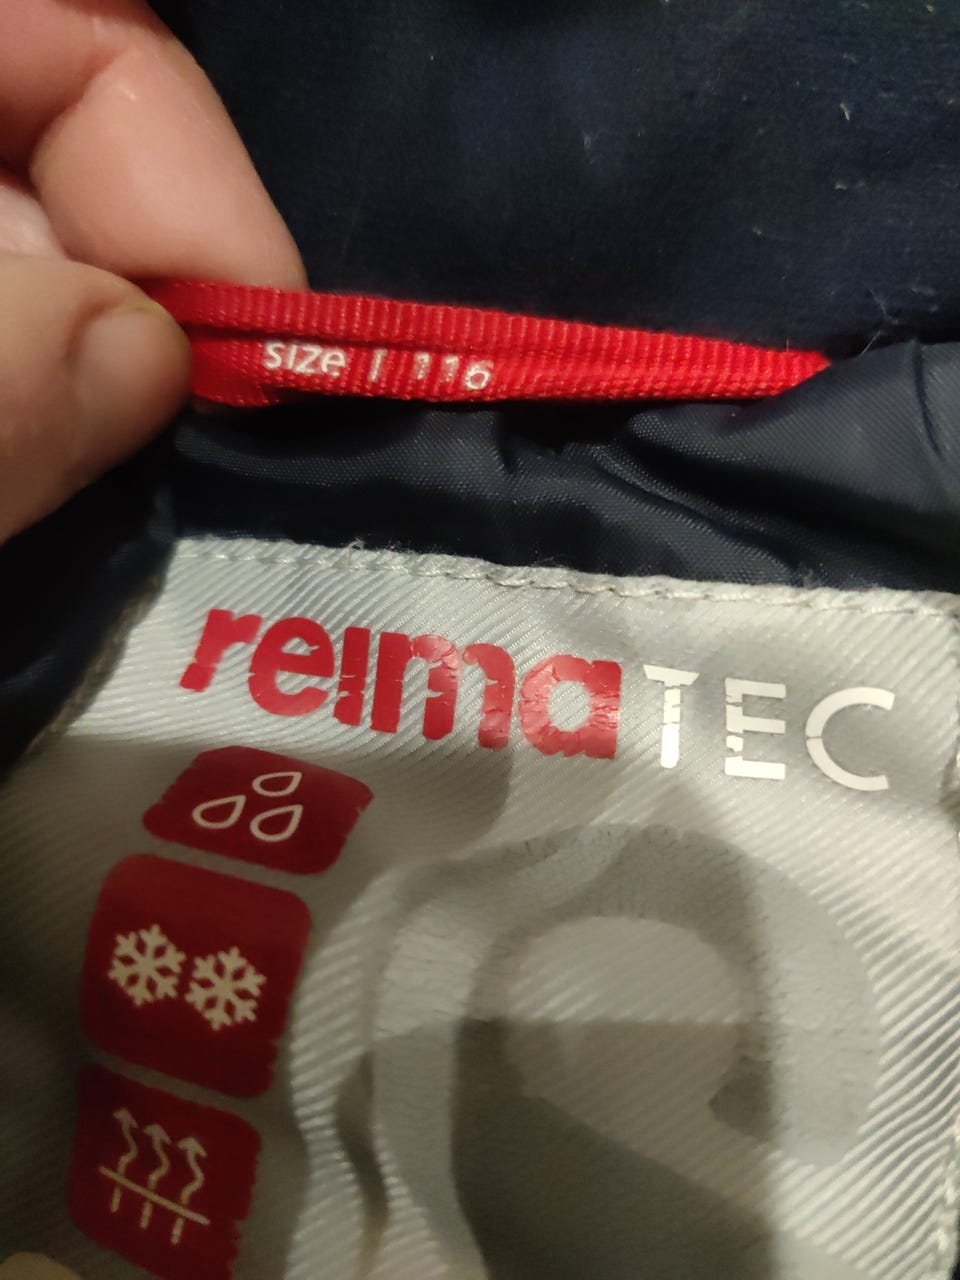 size | 116
reima TEC